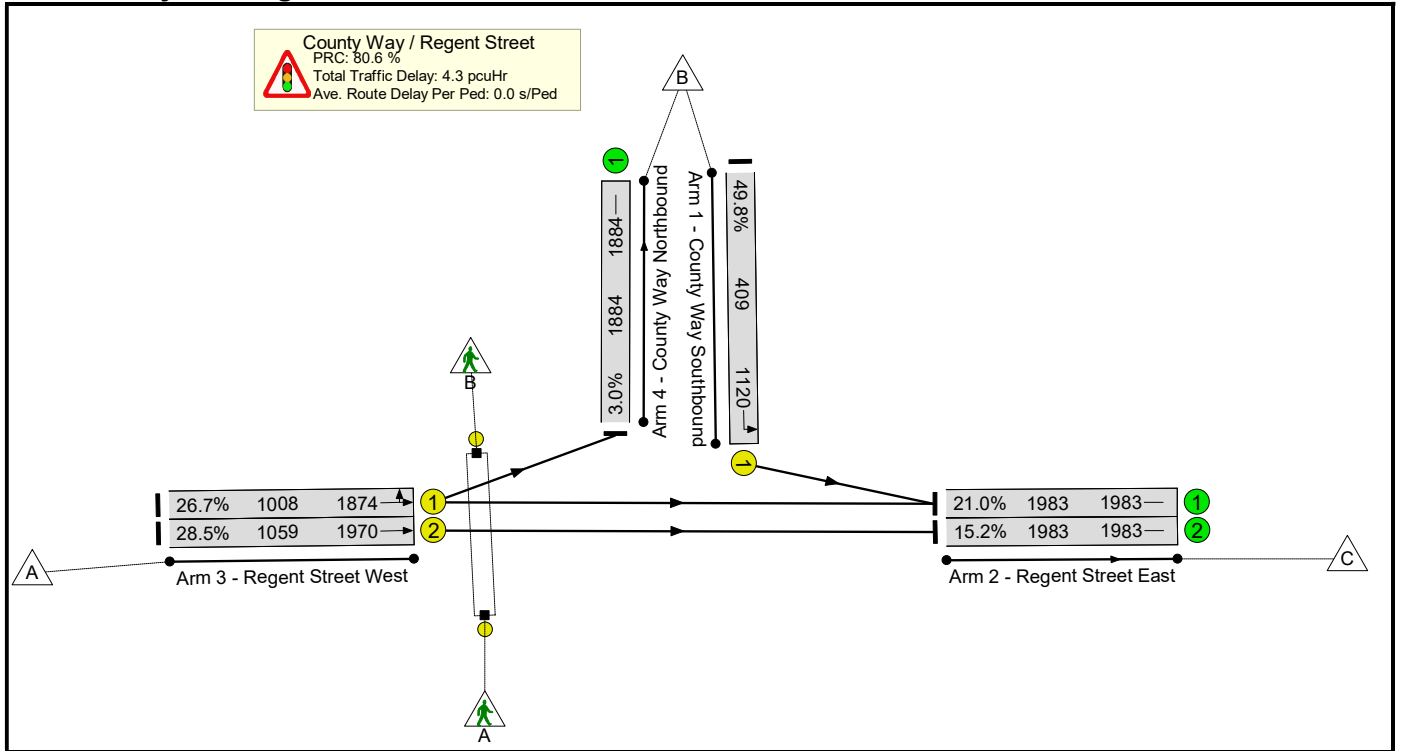 County Way / Regent Street
PRC: 80.6 %
Total Traffic Delay: 4.3 pcuHr
Ave. Route Delay Per Ped: 0.0 s/Ped
B
1
3.0% 1884 1884
Arm 4 - County Way Northbound
Arm 1 - County Way Southbound
49.8% 409 1120
1
B
26.7% 1008 1874
1
28.5% 1059 1970
2
A
Arm 3 - Regent Street West
21.0% 1983 1983
1
15.2% 1983 1983
2
Arm 2 - Regent Street East
C
A